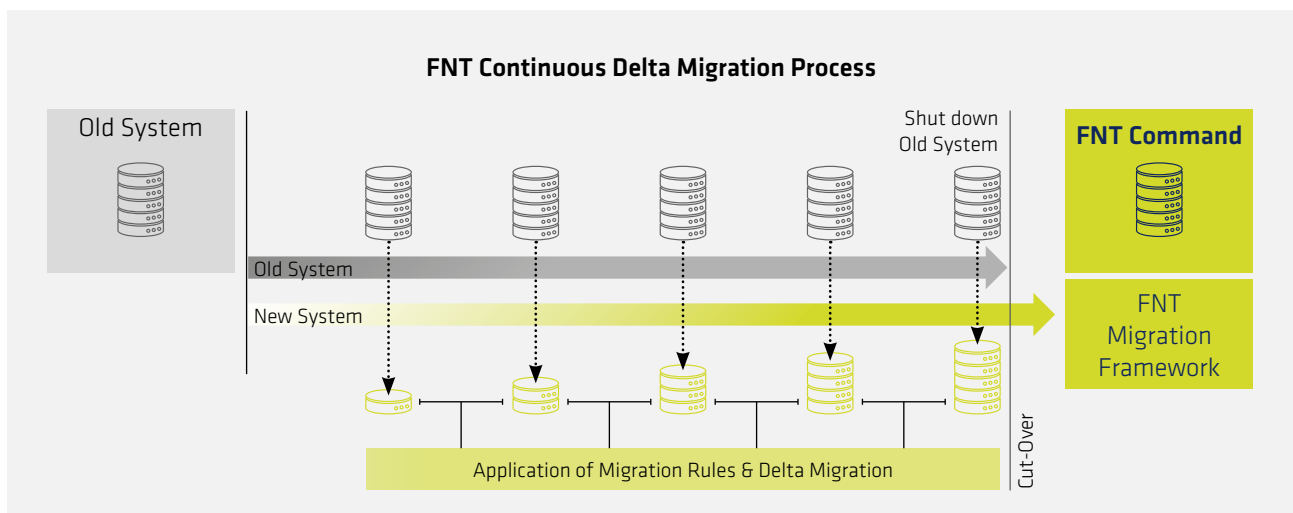 FNT Continuous Delta Migration Process
Old System
Shut down
Old System
FNT Command
Old System
New System
FNT
Migration
Framework
Application of Migration Rules & Delta Migration
Cut-Over